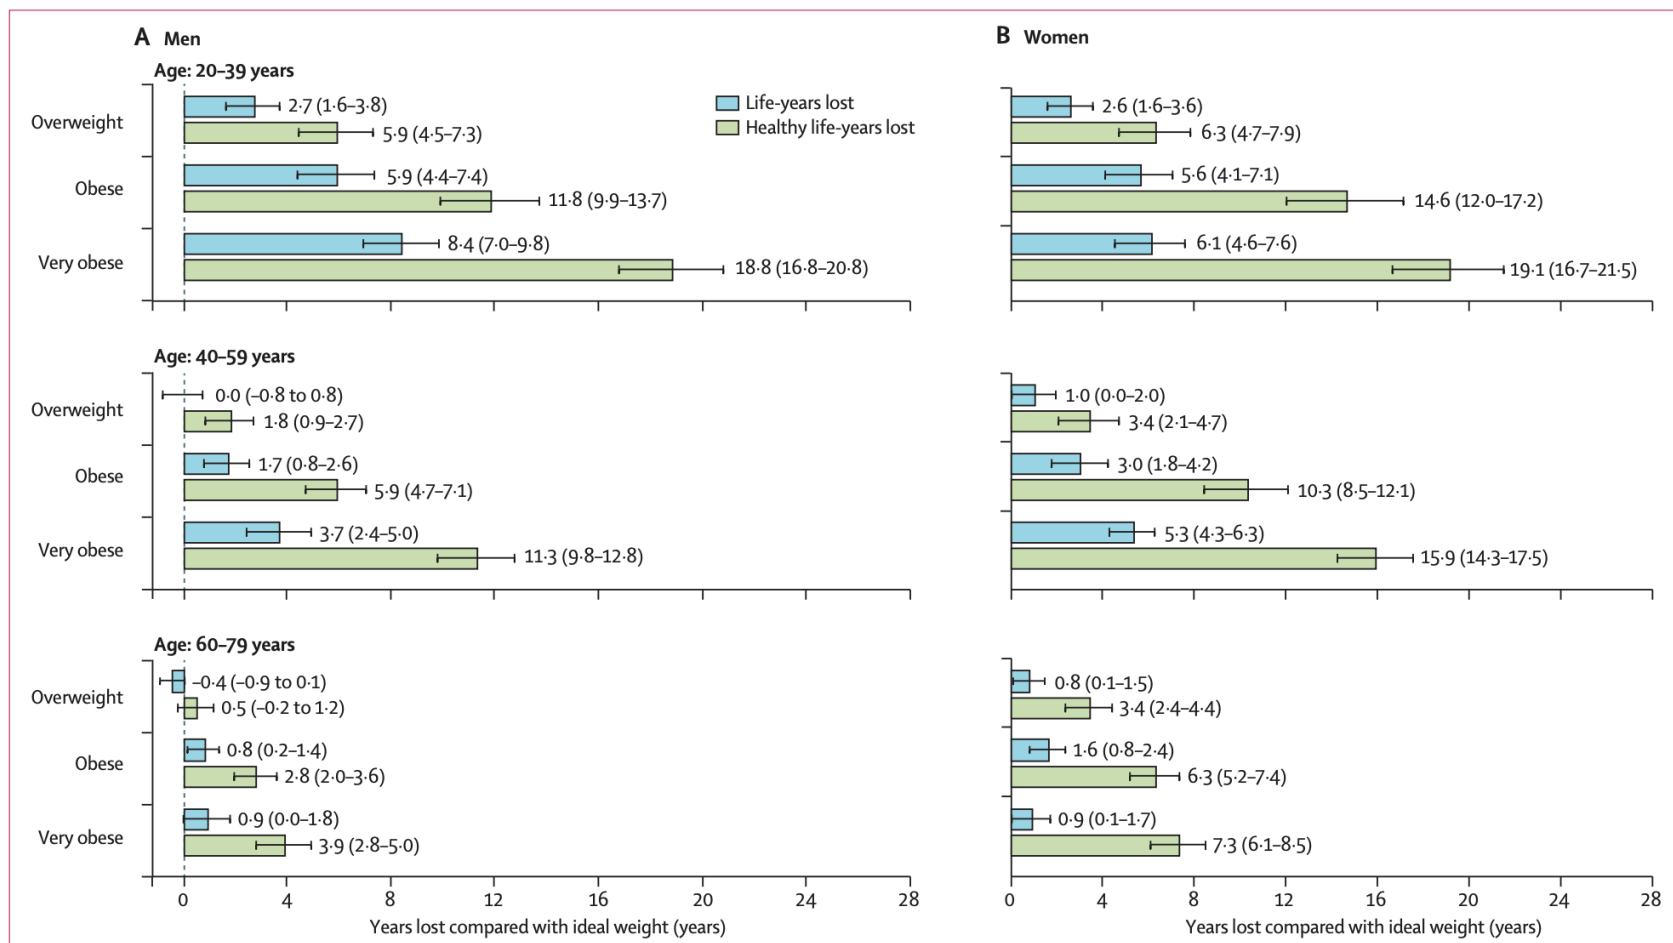 A Men
Age: 20–39 years
Overweight
2·7 (1·6–3·8)
5·9 (4·5–7·3)
Obese
5·9 (4·4–7·4)
11·8 (9·9–13·7)
Very obese
8·4 (7·0–9·8)
18·8 (16·8–20·8)
Life-years lost
Healthy life-years lost
Age: 40–59 years
Overweight
0·0 (–0·8 to 0·8)
1·8 (0·9–2·7)
Obese
1·7 (0·8–2·6)
5·9 (4·7–7·1)
Very obese
3·7 (2·4–5·0)
11·3 (9·8–12·8)
Age: 60–79 years
Overweight
–0·4 (–0·9 to 0·1)
0·5 (–0·2 to 1·2)
Obese
0·8 (0·2–1·4)
2·8 (2·0–3·6)
Very obese
0·9 (0·0–1·8)
3·9 (2·8–5·0)
0 4 8 12 16 20 24 28
Years lost compared with ideal weight (years)
B Women
2·6 (1·6–3·6)
6·3 (4·7–7·9)
5·6 (4·1–7·1)
14·6 (12·0–17·2)
6·1 (4·6–7·6)
19·1 (16·7–21·5)
1·0 (0·0–2·0)
3·4 (2·1–4·7)
3·0 (1·8–4·2)
10·3 (8·5–12·1)
5·3 (4·3–6·3)
15·9 (14·3–17·5)
0·8 (0·1–1·5)
3·4 (2·4–4·4)
1·6 (0·8–2·4)
6·3 (5·2–7·4)
0·9 (0·1–1·7)
7·3 (6·1–8·5)
0 4 8 12 16 20 24 28
Years lost compared with ideal weight (years)